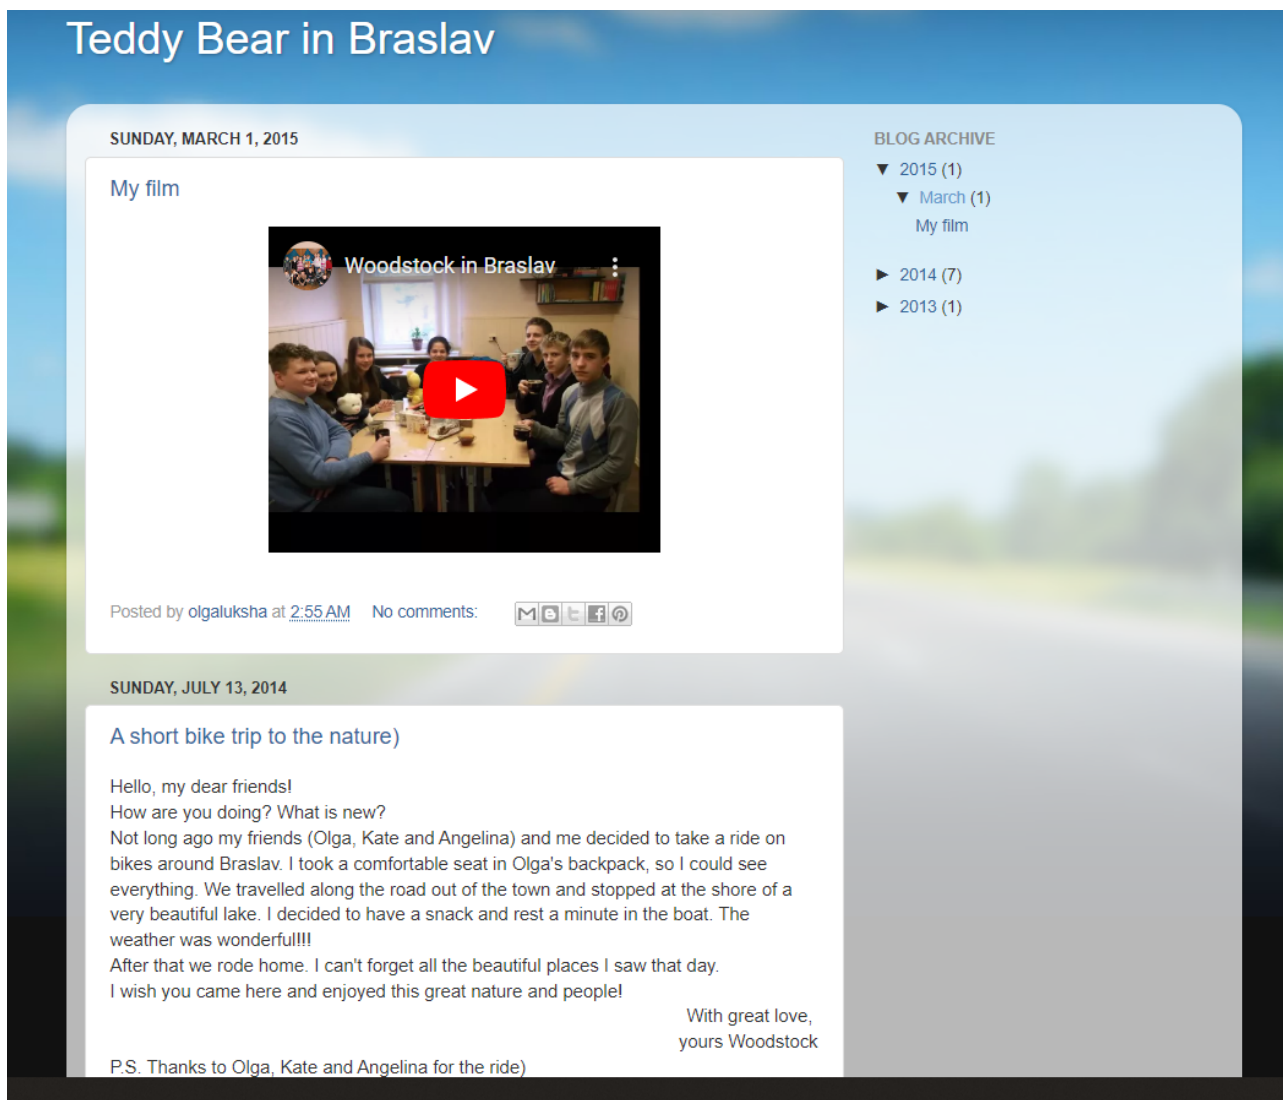 Teddy Bear in Braslav
SUNDAY, MARCH 1, 2015
My film
Woodstock in Braslav
Posted by olgaluksha at 2:55 AM No comments:
SUNDAY, JULY 13, 2014
A short bike trip to the nature)
Hello, my dear friends!
How are you doing? What is new?
Not long ago my friends (Olga, Kate and Angelina) and me decided to take a ride on
bikes around Braslav. I took a comfortable seat in Olga's backpack, so I could see
everything. We travelled along the road out of the town and stopped at the shore of a
very beautiful lake. I decided to have a snack and rest a minute in the boat. The
weather was wonderful!!!
After that we rode home. I can't forget all the beautiful places I saw that day.
I wish you came here and enjoyed this great nature and people!
With great love,
yours Woodstock
P.S. Thanks to Olga, Kate and Angelina for the ride)
BLOG ARCHIVE
▼ 2015 (1)
▼ March (1)
My film
► 2014 (7)
► 2013 (1)